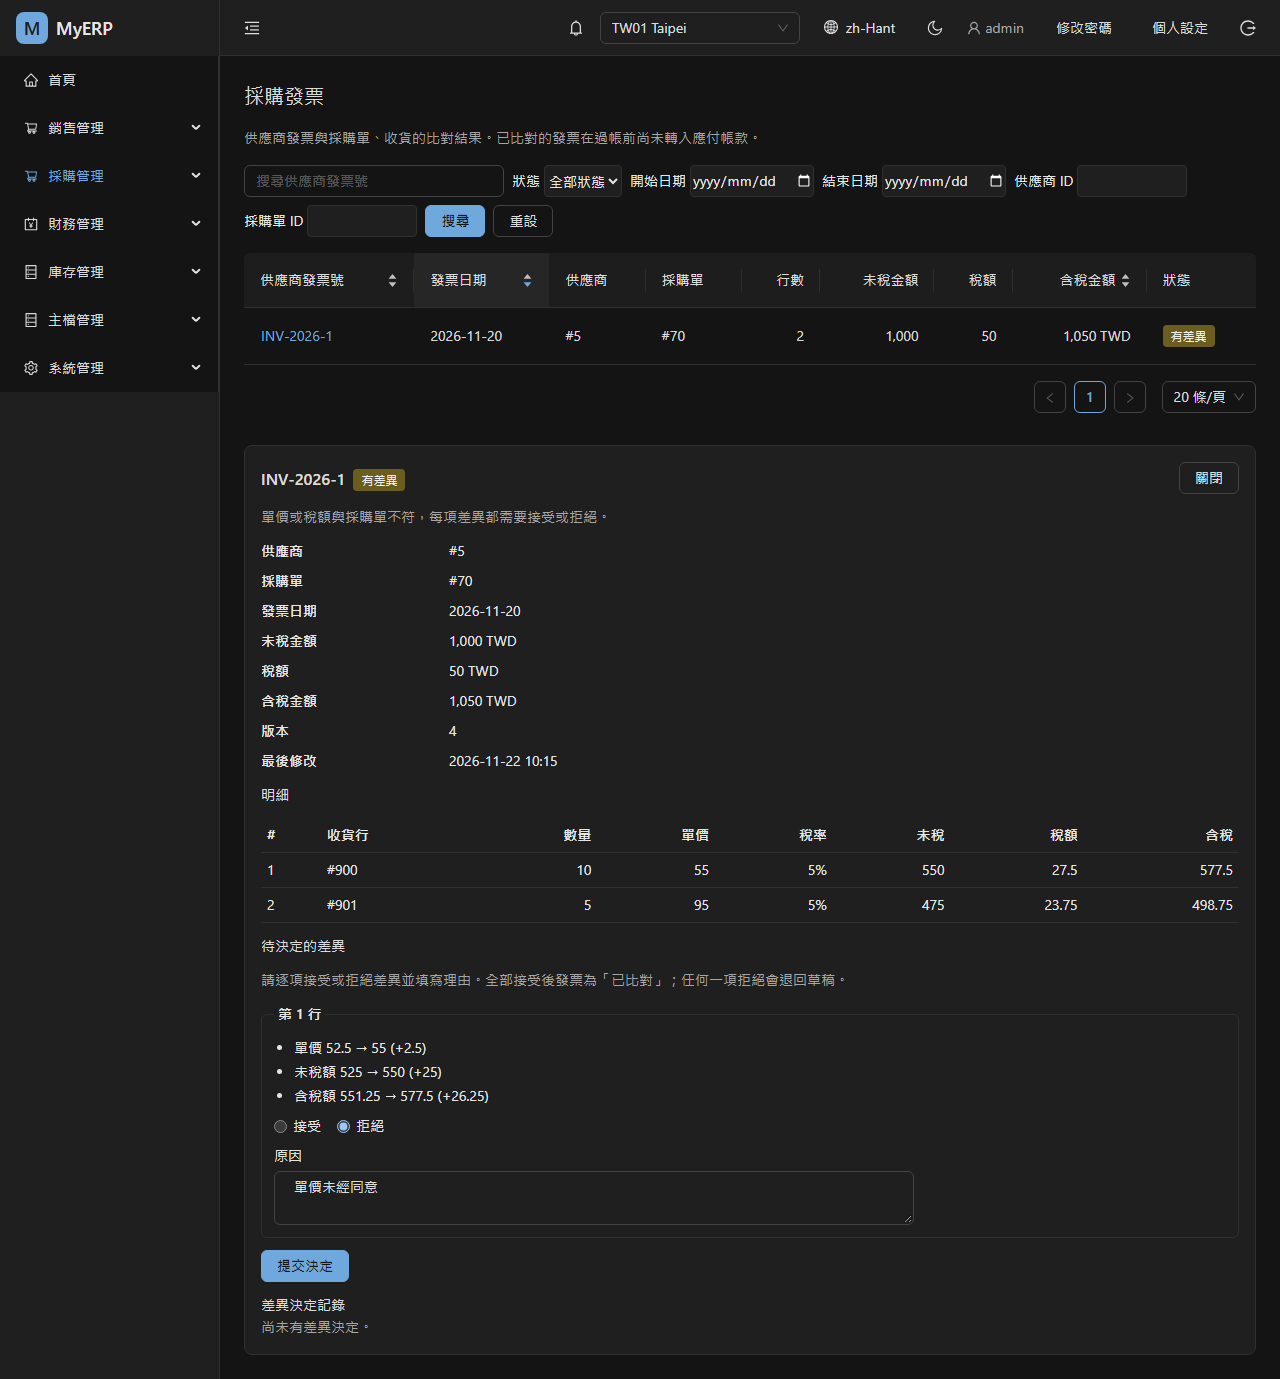 M MyERP
TW01 Taipei
zh-Hant
admin
修改密碼
個人設定
首頁
銷售管理
採購管理
財務管理
庫存管理
主檔管理
系統管理
採購發票
供應商發票與採購單、收貨的比對結果。已比對的發票在過帳前尚未轉入應付帳款。
搜尋供應商發票號 狀態 全部狀態 開始日期 yyyy/mm/dd 結束日期 yyyy/mm/dd 供應商 ID
採購單 ID 搜尋 重設
供應商發票號 發票日期 供應商 採購單 行數 未稅金額 稅額 含稅金額 狀態
INV-2026-1 2026-11-20 #5 #70 2 1,000 50 1,050 TWD 有差異
1 20 條/頁
INV-2026-1 有差異 關閉
單價或稅額與採購單不符，每項差異都需要接受或拒絕。
供應商 #5
採購單 #70
發票日期 2026-11-20
未稅金額 1,000 TWD
稅額 50 TWD
含稅金額 1,050 TWD
版本 4
最後修改 2026-11-22 10:15
明細
# 收貨行 數量 單價 稅率 未稅 稅額 含稅
1 #900 10 55 5% 550 27.5 577.5
2 #901 5 95 5% 475 23.75 498.75
待決定的差異
請逐項接受或拒絕差異並填寫理由。全部接受後發票為「已比對」；任何一項拒絕會退回草稿。
第 1 行
• 單價 52.5 → 55 (+2.5)
• 未稅額 525 → 550 (+25)
• 含稅額 551.25 → 577.5 (+26.25)
接受 拒絕
原因
單價未經同意
提交決定
差異決定記錄
尚未有差異決定。